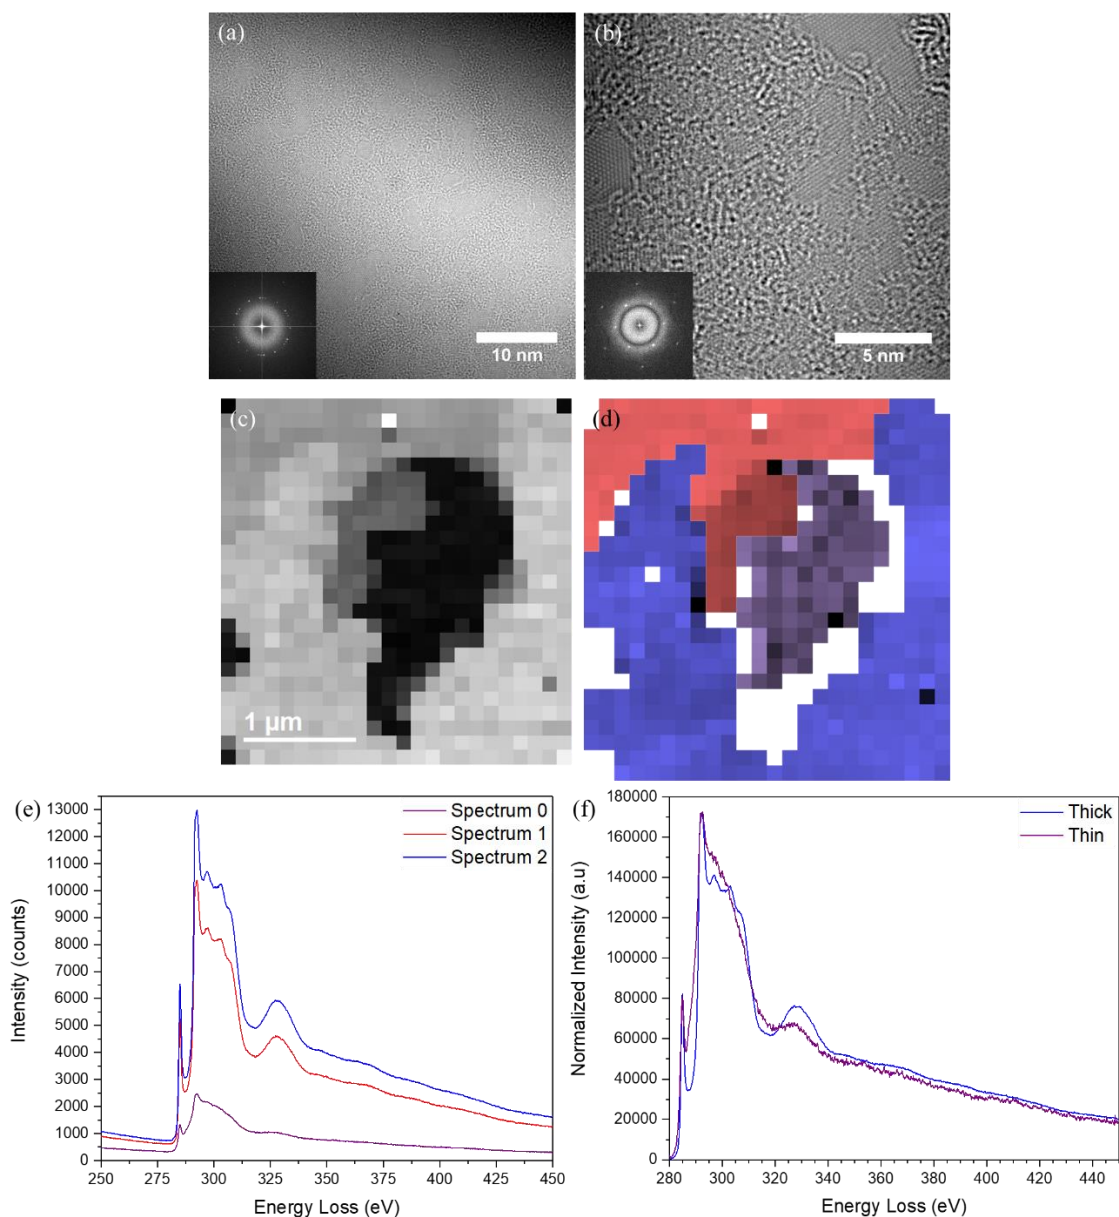 (a)
10 nm
(b)
5 nm
(c)
1 µm
(d)
(e)
13000
12000
11000
10000
9000
8000
7000
6000
5000
4000
3000
2000
1000
0
250
275
300
325
350
375
400
425
450
Intensity (counts)
Energy Loss (eV)
Spectrum 0
Spectrum 1
Spectrum 2
(f)
180000
160000
140000
120000
100000
80000
60000
40000
20000
0
280
300
320
340
360
380
400
420
440
Normalized Intensity (a.u)
Energy Loss (eV)
Thick
Thin